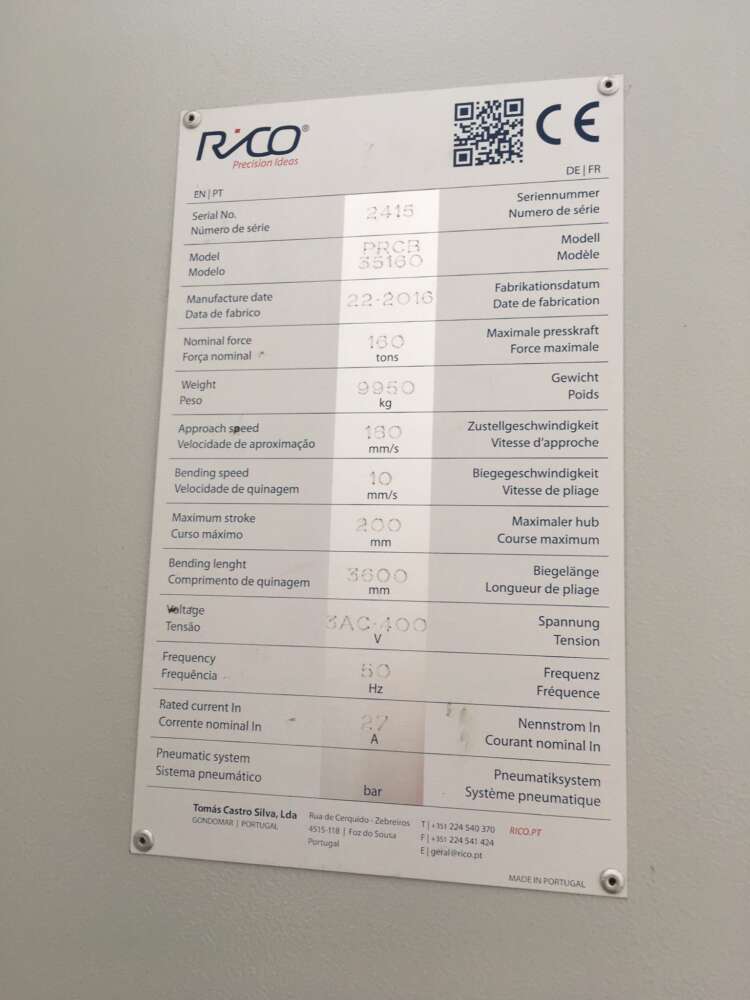 RiCO®
Precision Ideas
CE
EN | PT
DE | FR
Serial No.
Número de série
2415
Seriennummer
Numero de série
Model
Modelo
PRCB
35160
Modell
Modèle
Manufacture date
Data de fabrico
22-2016
Fabrikationsdatum
Date de fabrication
Nominal force
Força nominal
160
tons
Maximale presskraft
Force maximale
Weight
Peso
9950
kg
Gewicht
Poids
Approach speed
Velocidade de aproximação
160
mm/s
Zustellgeschwindigkeit
Vitesse d'approche
Bending speed
Velocidade de quinagem
10
mm/s
Biegegeschwindigkeit
Vitesse de pliage
Maximum stroke
Curso máximo
200
mm
Maximaler hub
Course maximum
Bending lenght
Comprimento de quinagem
3600
mm
Biegelänge
Longueur de pliage
Voltage
Tensão
3AC-400
V
Spannung
Tension
Frequency
Frequência
50
Hz
Frequenz
Fréquence
Rated current In
Corrente nominal In
27
A
Nennstrom In
Courant nominal In
Pneumatic system
Sistema pneumático
bar
Pneumatiksystem
Système pneumatique
Tomás Castro Silva, Lda
GONDOMAR | PORTUGAL
Rua de Cerquido - Zebreiros
4515-118 | Foz do Sousa
Portugal
T | +351 224 540 370
F | +351 224 541 424
E | geral@rico.pt
RICO.PT
MADE IN PORTUGAL